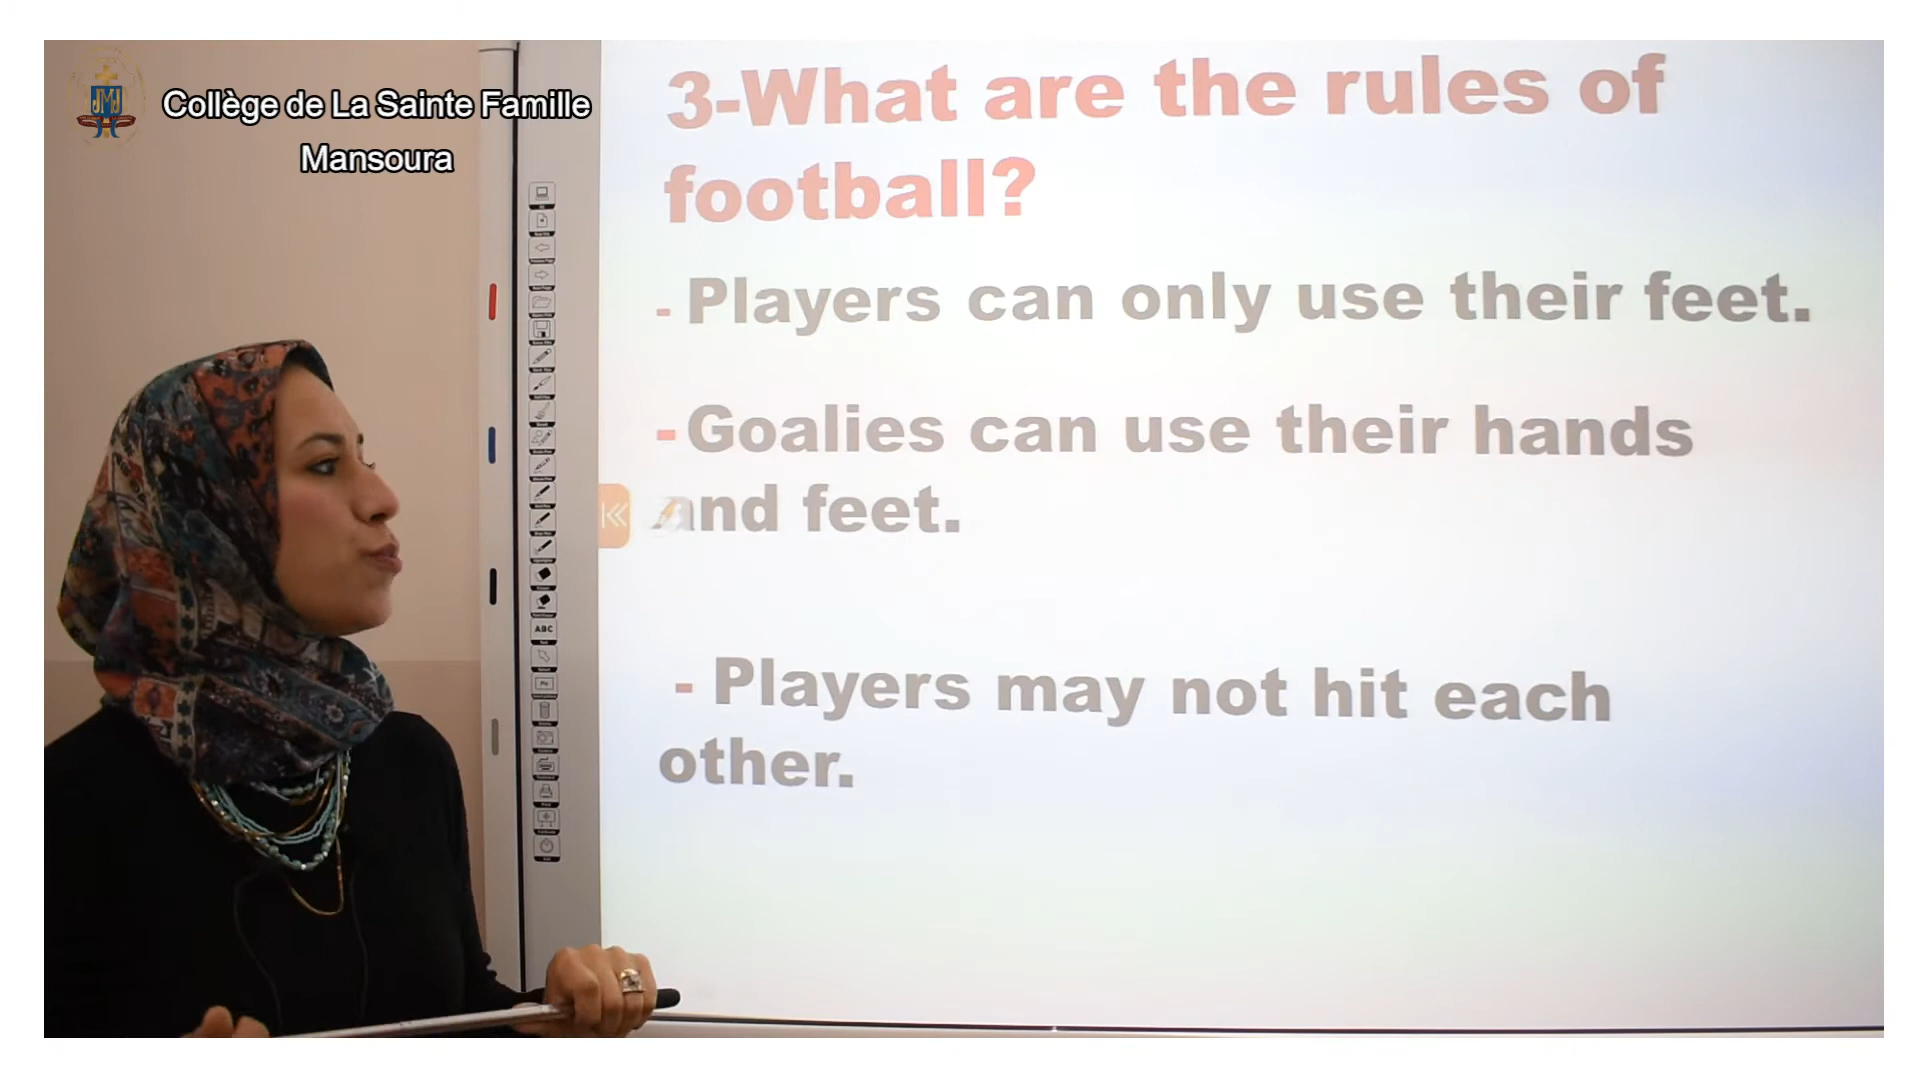 Collège de La Sainte Famille
Mansoura
3-What are the rules of
football?
- Players can only use their feet.
- Goalies can use their hands
and feet.
- Players may not hit each
other.
ABC